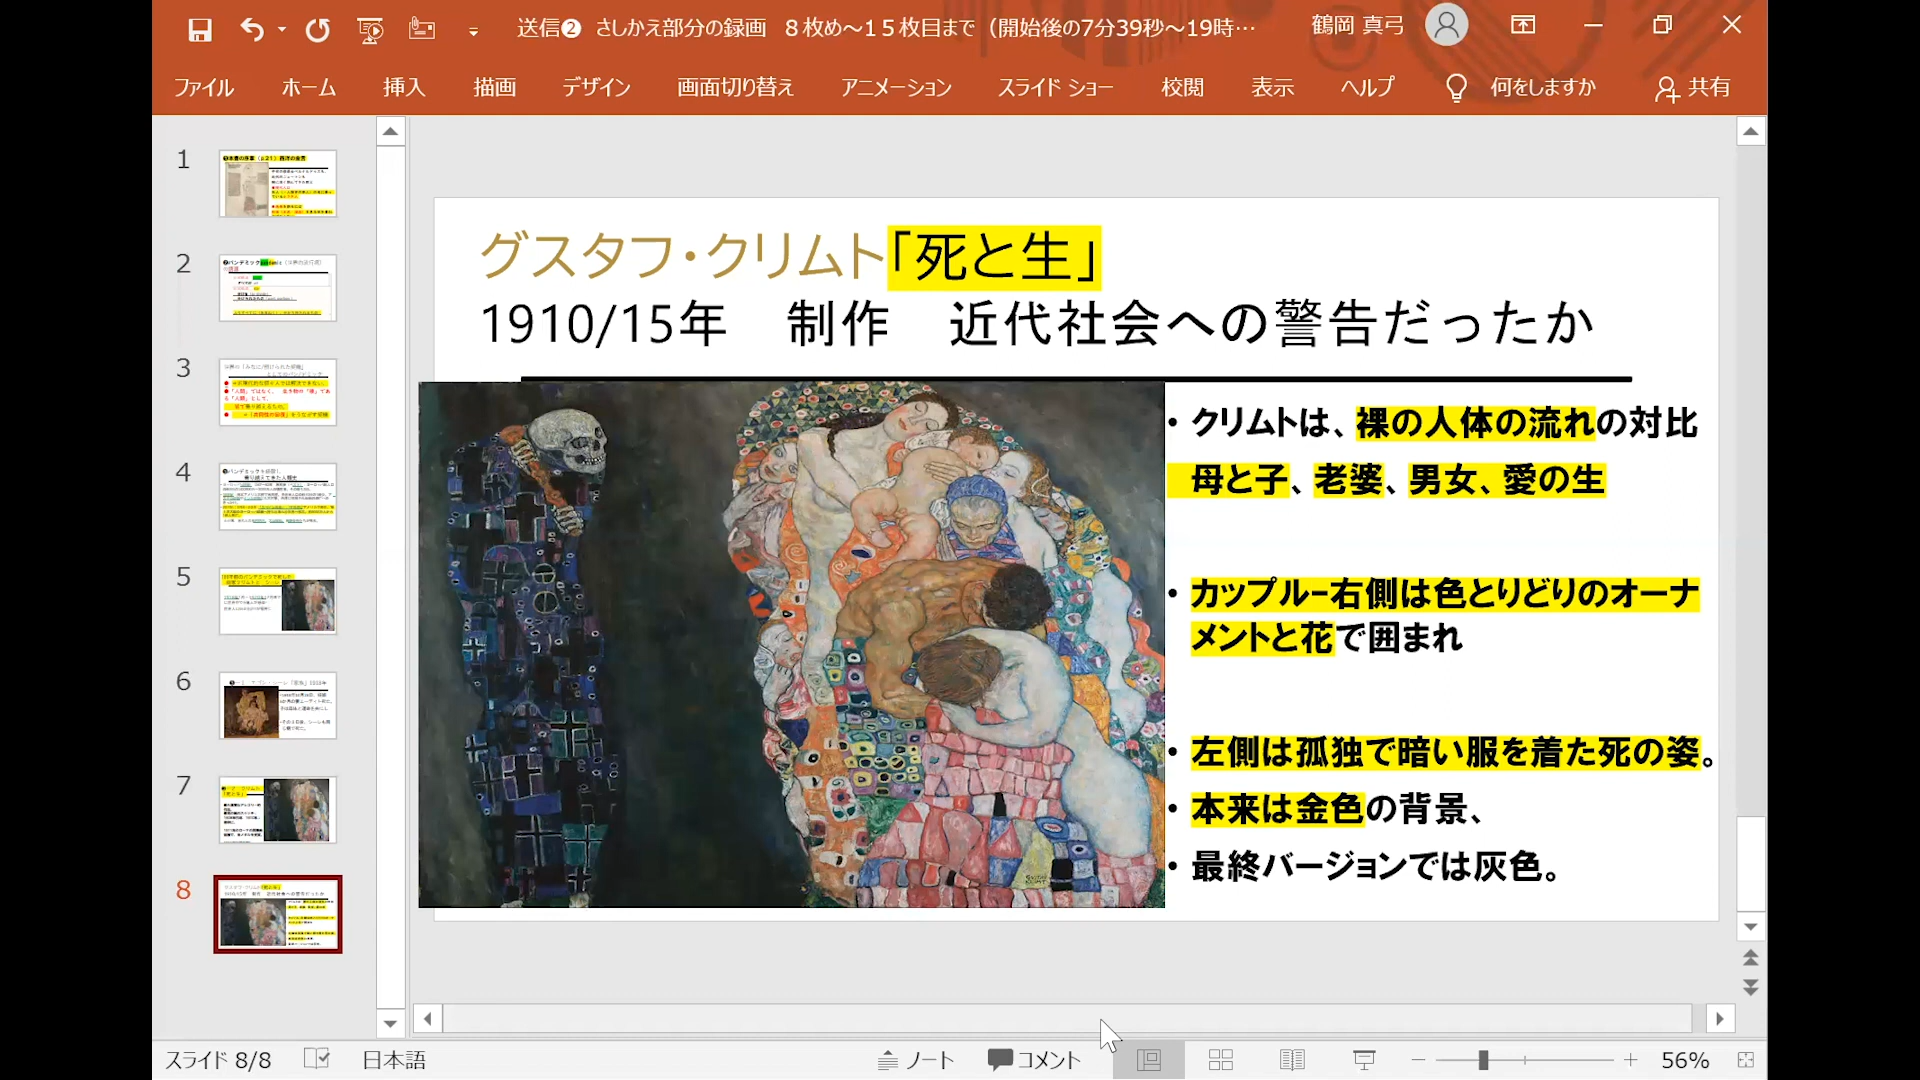 送信❷ さしかえ部分の録画 8枚め～15枚目まで（開始後の7分39秒～19時…
鶴岡 真弓
ファイル ホーム 挿入 描画 デザイン 画面切り替え アニメーション スライド ショー 校閲 表示 ヘルプ 何をしますか 共有
1
2
3
4
5
6
7
8
グスタフ・クリムト「死と生」
1910/15年 制作 近代社会への警告だったか
• クリムトは、裸の人体の流れの対比
母と子、老婆、男女、愛の生
• カップルｰ右側は色とりどりのオーナ
メントと花で囲まれ
• 左側は孤独で暗い服を着た死の姿。
• 本来は金色の背景、
• 最終バージョンでは灰色。
スライド 8/8 日本語 ノート コメント 56%